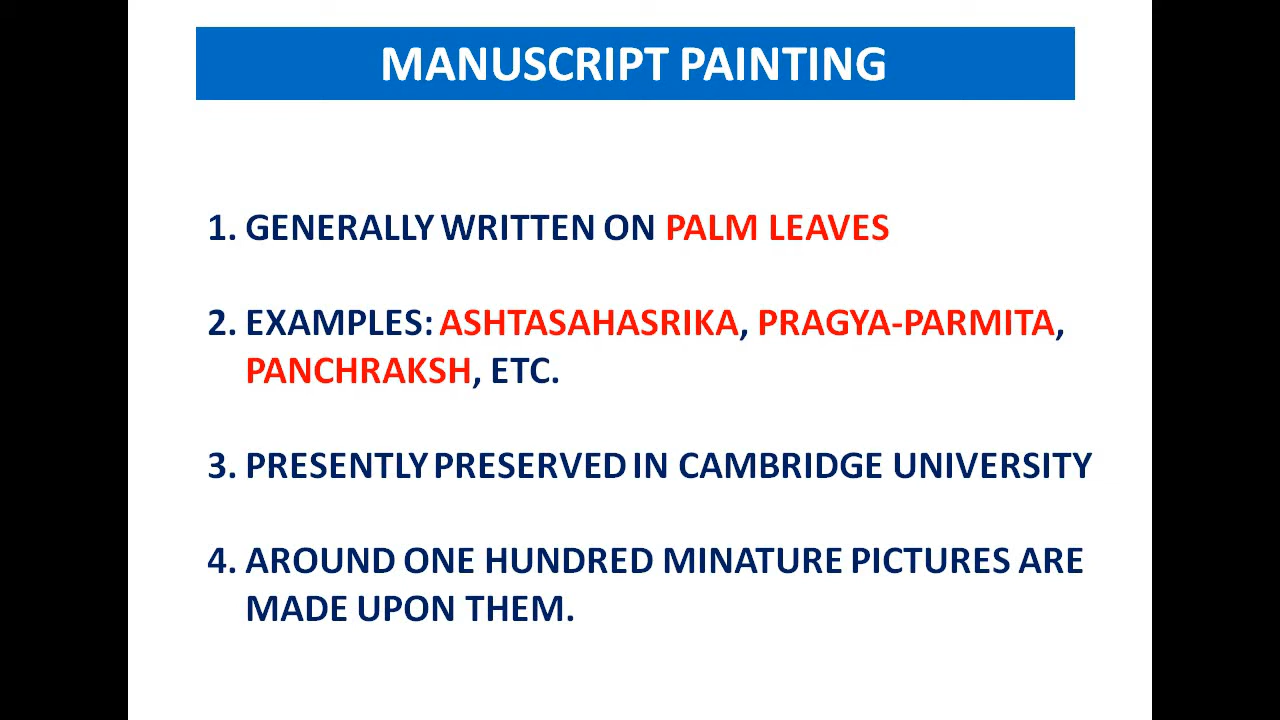 MANUSCRIPT PAINTING
1. GENERALLY WRITTEN ON PALM LEAVES
2. EXAMPLES: ASHTASAHASRIKA, PRAGYA-PARMITA,
PANCHRAKSH, ETC.
3. PRESENTLY PRESERVED IN CAMBRIDGE UNIVERSITY
4. AROUND ONE HUNDRED MINATURE PICTURES ARE
MADE UPON THEM.